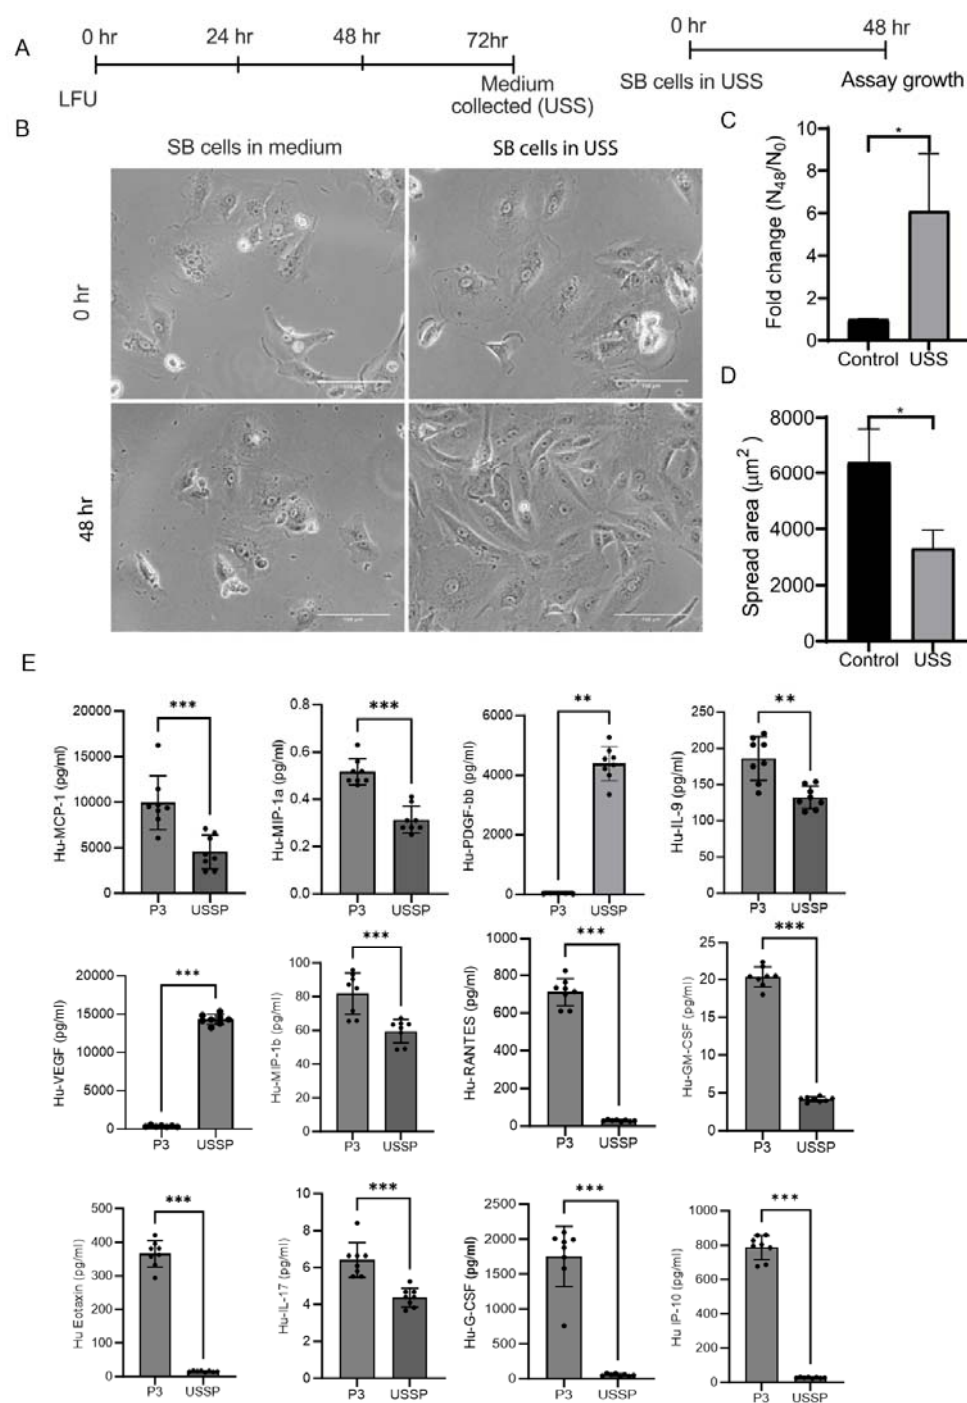 A
0 hr
24 hr
48 hr
72hr
0 hr
48 hr
LFU
Medium
collected (USS)
SB cells in USS
Assay growth
B
SB cells in medium
SB cells in USS
0 hr
48 hr
C
Fold change (N48/N0)
10
8
6
4
2
0
*
Control
USS
D
Spread area (μm2)
8000
6000
4000
2000
0
*
Control
USS
E
Hu-MCP-1 (pg/ml)
20000
15000
10000
5000
0
***
P3
USSP
Hu-MIP-1a (pg/ml)
0.8
0.6
0.4
0.2
0.0
***
P3
USSP
Hu-PDGF-bb (pg/ml)
6000
4000
2000
0
**
P3
USSP
Hu-IL-9 (pg/ml)
250
200
150
100
50
0
**
P3
USSP
Hu-VEGF (pg/ml)
20000
15000
10000
5000
0
***
P3
USSP
Hu-MIP-1b (pg/ml)
100
80
60
40
20
0
***
P3
USSP
Hu-RANTES (pg/ml)
1000
800
600
400
200
0
***
P3
USSP
Hu-GM-CSF (pg/ml)
25
20
15
10
5
0
***
P3
USSP
Hu Eotaxin (pg/ml)
500
400
300
200
100
0
***
P3
USSP
Hu-IL-17 (pg/ml)
10
8
6
4
2
0
***
P3
USSP
Hu-G-CSF (pg/ml)
2500
2000
1500
1000
500
0
***
P3
USSP
Hu IP-10 (pg/ml)
1000
800
600
400
200
0
***
P3
USSP